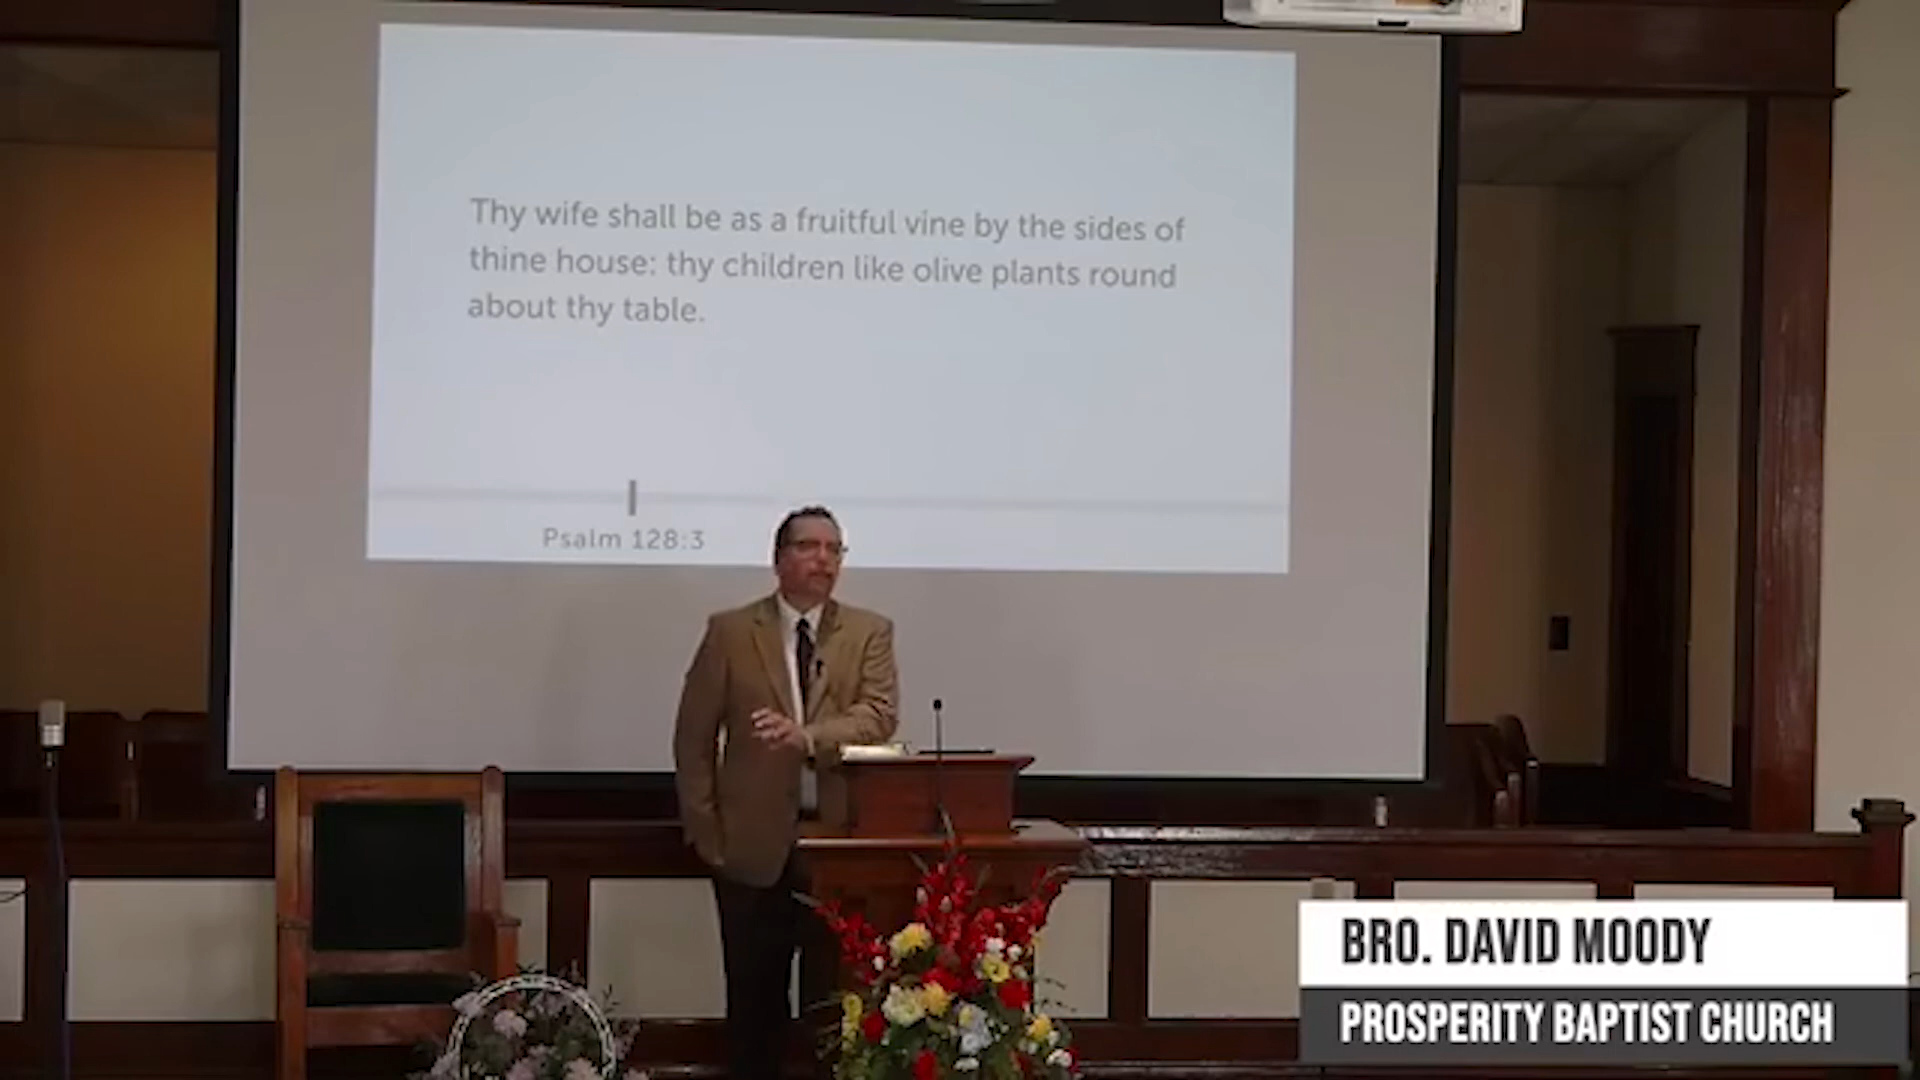 Thy wife shall be as a fruitful vine by the sides of
thine house: thy children like olive plants round
about thy table.
Psalm 128:3
BRO. DAVID MOODY
PROSPERITY BAPTIST CHURCH